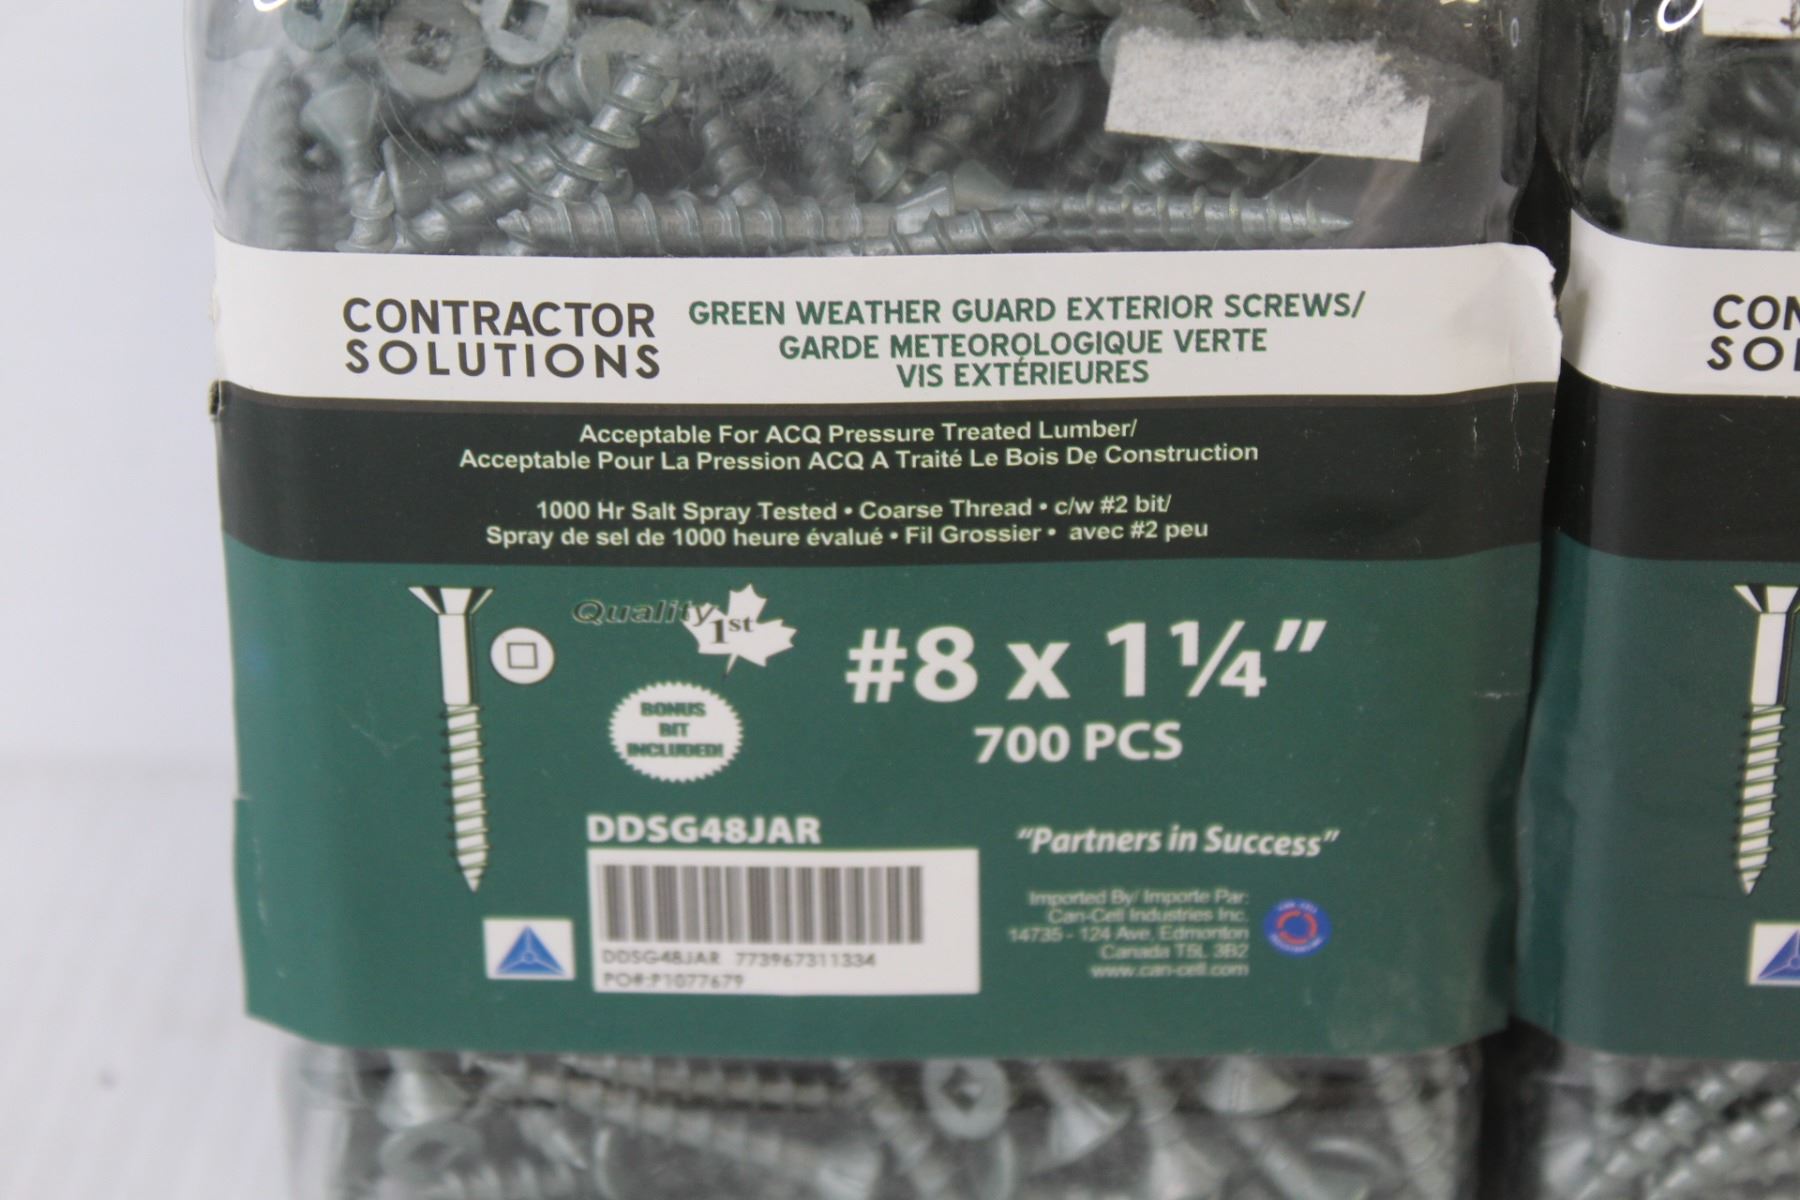 CONTRACTOR
SOLUTIONS
GREEN WEATHER GUARD EXTERIOR SCREWS/
GARDE METEOROLOGIQUE VERTE
VIS EXTÉRIEURES
Acceptable For ACQ Pressure Treated Lumber/
Acceptable Pour La Pression ACQ A Traité Le Bois De Construction
1000 Hr Salt Spray Tested • Coarse Thread • c/w #2 bit/
Spray de sel de 1000 heure évalué • Fil Grossier • avec #2 peu
Quality
1st
#8 x 1¼"
700 PCS
BONUS
BIT
INCLUDED!
DDSG48JAR
"Partners in Success"
DDSG48JAR 773967311334
PO#:P1077679
Imported By/ Importe Par:
Can-Cell Industries Inc.
14735 - 124 Ave, Edmonton
Canada T5L 3B2
www.can-cell.com
CON
SOL